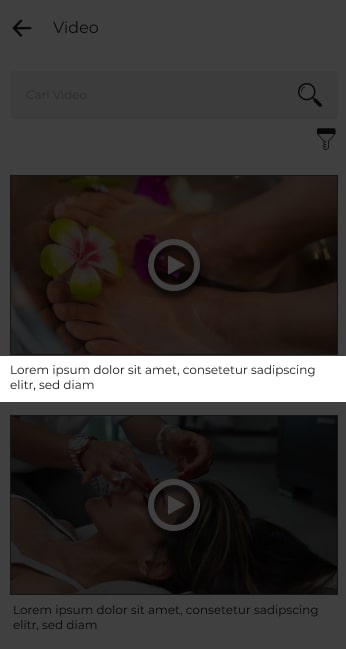 Video
Cari Video
Lorem ipsum dolor sit amet, consetetur sadipscing
elitr, sed diam
Lorem ipsum dolor sit amet, consetetur sadipscing
elitr, sed diam